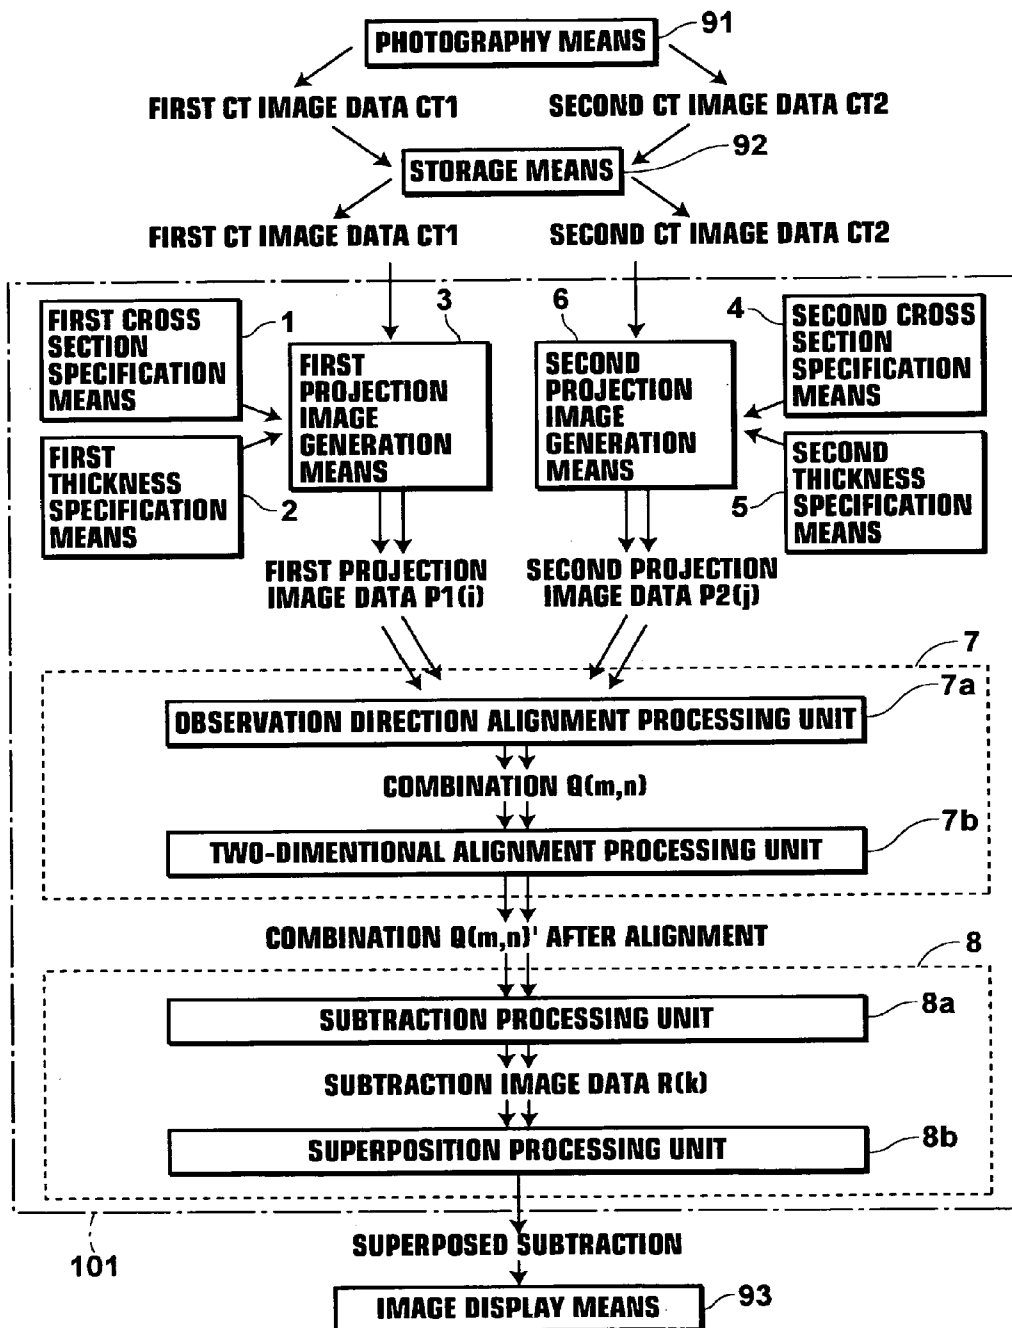 91
PHOTOGRAPHY MEANS
FIRST CT IMAGE DATA CT1
SECOND CT IMAGE DATA CT2
92
STORAGE MEANS
FIRST CT IMAGE DATA CT1
SECOND CT IMAGE DATA CT2
FIRST CROSS
SECTION
SPECIFICATION
MEANS
1
3
FIRST
PROJECTION
IMAGE
GENERATION
MEANS
6
SECOND
PROJECTION
IMAGE
GENERATION
MEANS
4
SECOND CROSS
SECTION
SPECIFICATION
MEANS
FIRST
THICKNESS
SPECIFICATION
MEANS
2
5
SECOND
THICKNESS
SPECIFICATION
MEANS
FIRST PROJECTION
IMAGE DATA P1(i)
SECOND PROJECTION
IMAGE DATA P2(j)
7
7a
OBSERVATION DIRECTION ALIGNMENT PROCESSING UNIT
COMBINATION Q(m,n)
7b
TWO-DIMENTIONAL ALIGNMENT PROCESSING UNIT
COMBINATION Q(m,n)' AFTER ALIGNMENT
8
SUBTRACTION PROCESSING UNIT
8a
SUBTRACTION IMAGE DATA R(k)
SUPERPOSITION PROCESSING UNIT
8b
101
SUPERPOSED SUBTRACTION
IMAGE DISPLAY MEANS
93